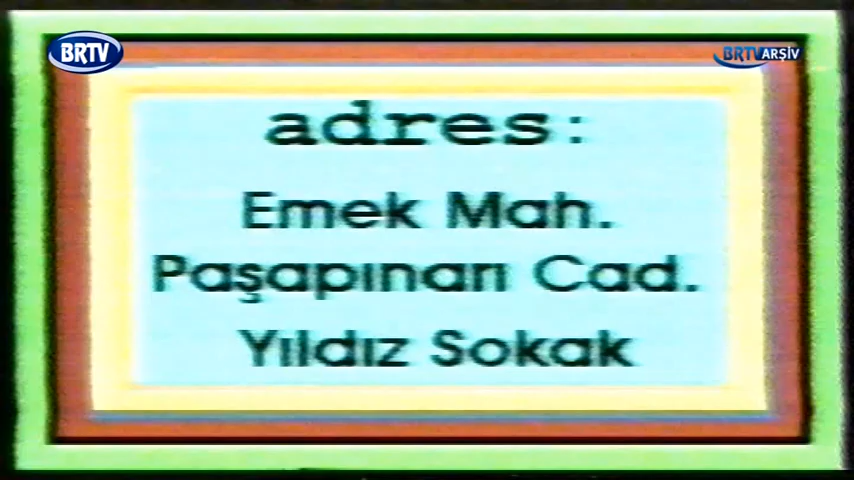 BRTV
BRTV ARŞİV
adres:
Emek Mah.
Paşapınarı Cad.
Yıldız Sokak